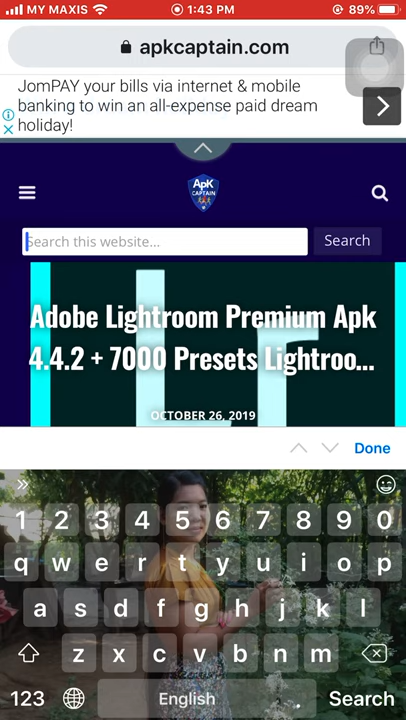 MY MAXIS 1:43 PM 89%
apkcaptain.com
JomPAY your bills via internet & mobile
banking to win an all-expense paid dream
holiday!
APK
CAPTAIN
Search this website... Search
Adobe Lightroom Premium Apk
4.4.2 + 7000 Presets Lightroo...
OCTOBER 26, 2019
Lr
Done
1 2 3 4 5 6 7 8 9 0
q w e r t y u i o p
a s d f g h j k l
z x c v b n m
123 English . Search